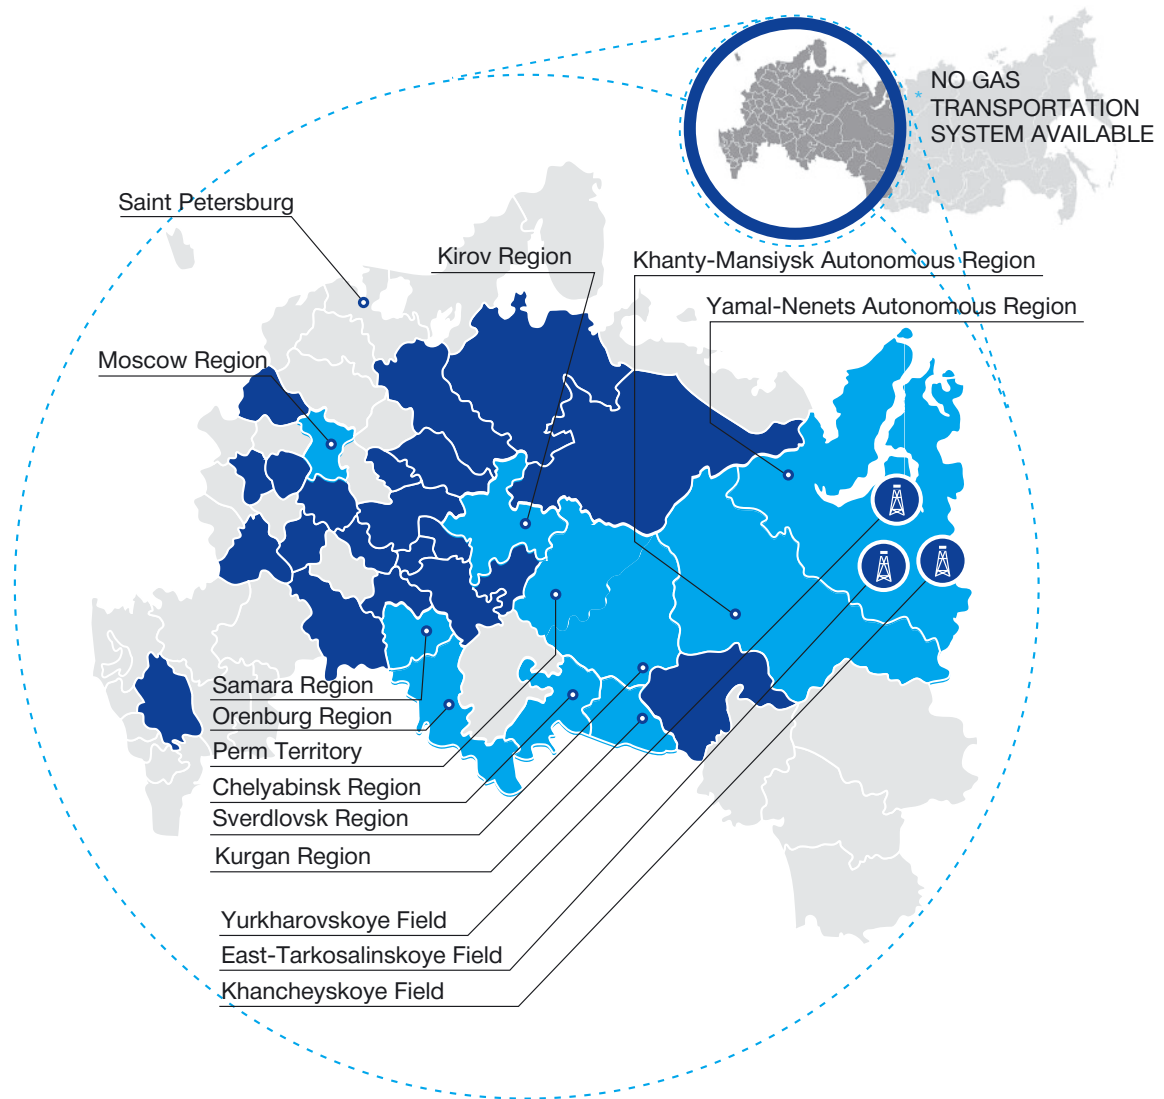 * NO GAS
TRANSPORTATION
SYSTEM AVAILABLE
Saint Petersburg
Kirov Region
Khanty-Mansiysk Autonomous Region
Yamal-Nenets Autonomous Region
Moscow Region
Samara Region
Orenburg Region
Perm Territory
Chelyabinsk Region
Sverdlovsk Region
Kurgan Region
Yurkharovskoye Field
East-Tarkosalinskoye Field
Khancheyskoye Field